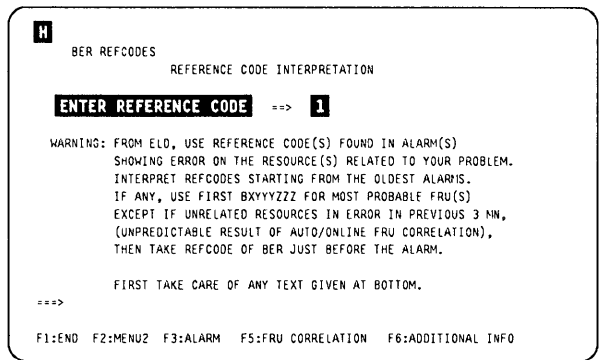 H
BER REFCODES
REFERENCE CODE INTERPRETATION
ENTER REFERENCE CODE ==> 1
WARNING: FROM ELD, USE REFERENCE CODE(S) FOUND IN ALARM(S)
SHOWING ERROR ON THE RESOURCE(S) RELATED TO YOUR PROBLEM.
INTERPRET REFCODES STARTING FROM THE OLDEST ALARMS.
IF ANY, USE FIRST BXYYYZZZ FOR MOST PROBABLE FRU(S)
EXCEPT IF UNRELATED RESOURCES IN ERROR IN PREVIOUS 3 MN,
(UNPREDICTABLE RESULT OF AUTO/ONLINE FRU CORRELATION),
THEN TAKE REFCODE OF BER JUST BEFORE THE ALARM.
FIRST TAKE CARE OF ANY TEXT GIVEN AT BOTTOM.
===>
F1:END F2:MENU2 F3:ALARM F5:FRU CORRELATION F6:ADDITIONAL INFO